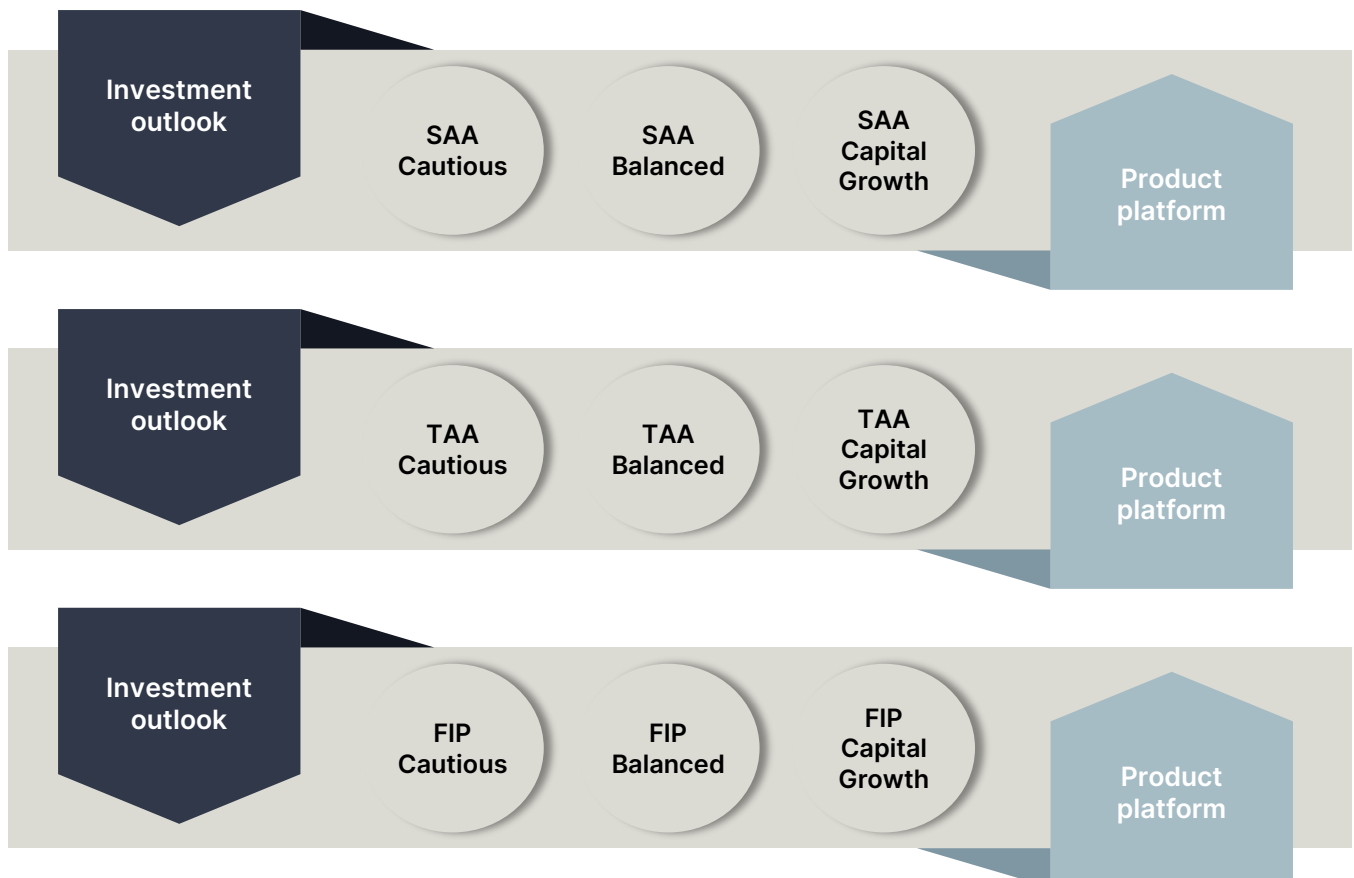 Investment
outlook
SAA
Cautious
SAA
Balanced
SAA
Capital
Growth
Product
platform
Investment
outlook
TAA
Cautious
TAA
Balanced
TAA
Capital
Growth
Product
platform
Investment
outlook
FIP
Cautious
FIP
Balanced
FIP
Capital
Growth
Product
platform